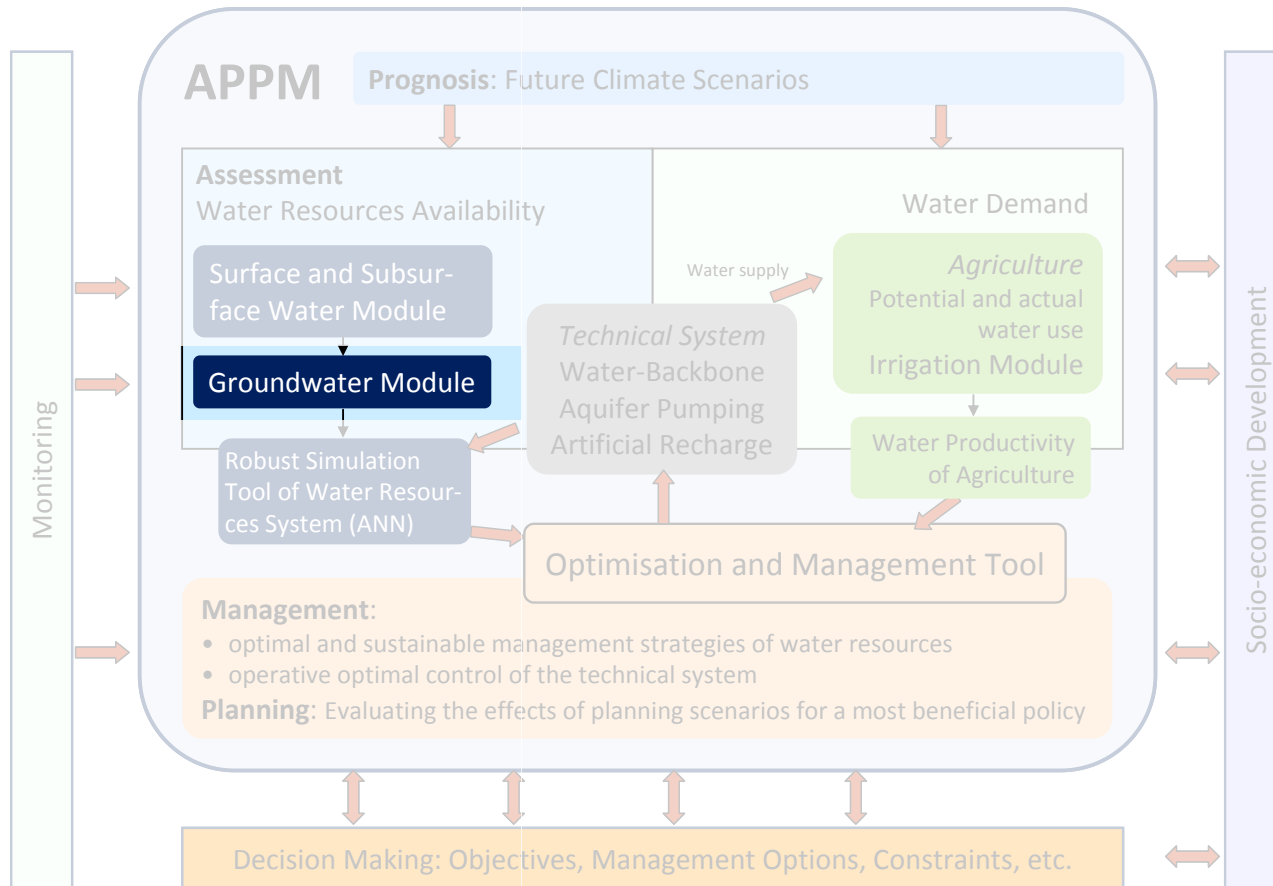 APPM
Prognosis: Future Climate Scenarios
Assessment
Water Resources Availability
Water Demand
Surface and Subsur-
face Water Module
Groundwater Module
Robust Simulation
Tool of Water Resour-
ces System (ANN)
Water supply
Technical System
Water-Backbone
Aquifer Pumping
Artificial Recharge
Agriculture
Potential and actual
water use
Irrigation Module
Water Productivity
of Agriculture
Optimisation and Management Tool
Management:
• optimal and sustainable management strategies of water resources
• operative optimal control of the technical system
Planning: Evaluating the effects of planning scenarios for a most beneficial policy
Monitoring
Socio-economic Development
Decision Making: Objectives, Management Options, Constraints, etc.